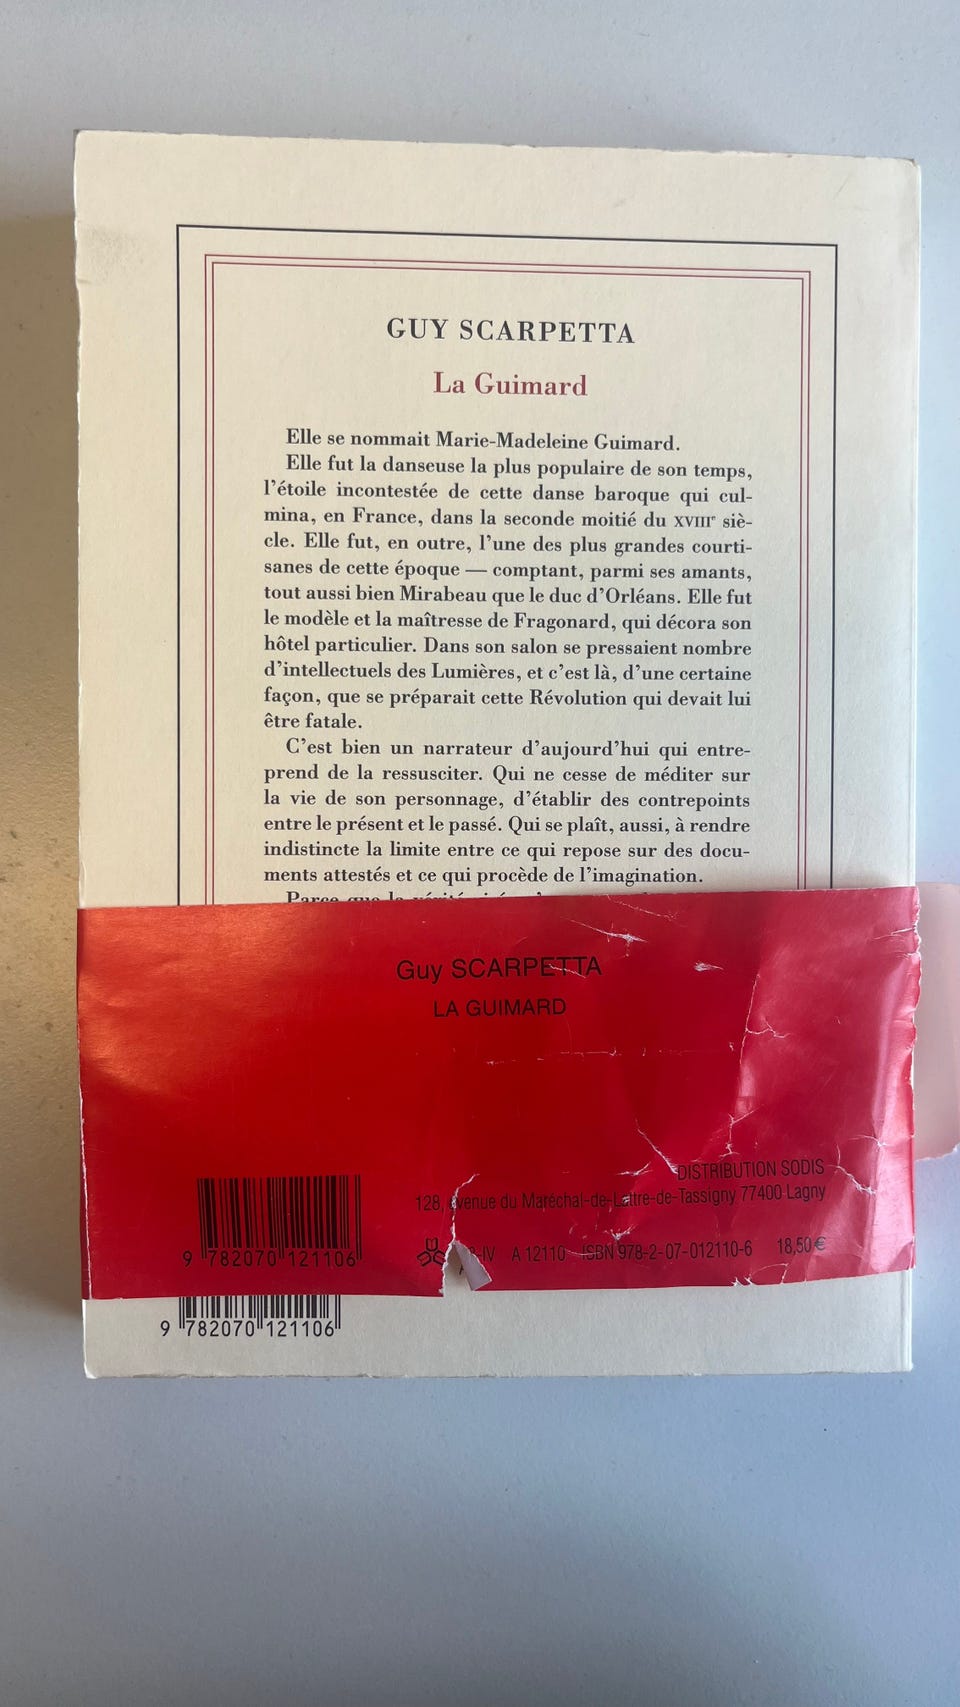 GUY SCARPETTA
La Guimard
Elle se nommait Marie-Madeleine Guimard.
Elle fut la danseuse la plus populaire de son temps,
l'étoile incontestée de cette danse baroque qui cul-
mina, en France, dans la seconde moitié du XVIIIe siè-
cle. Elle fut, en outre, l'une des plus grandes courti-
sanes de cette époque — comptant, parmi ses amants,
tout aussi bien Mirabeau que le duc d'Orléans. Elle fut
le modèle et la maîtresse de Fragonard, qui décora son
hôtel particulier. Dans son salon se pressaient nombre
d'intellectuels des Lumières, et c'est là, d'une certaine
façon, que se préparait cette Révolution qui devait lui
être fatale.
C'est bien un narrateur d'aujourd'hui qui entre-
prend de la ressusciter. Qui ne cesse de méditer sur
la vie de son personnage, d'établir des contrepoints
entre le présent et le passé. Qui se plaît, aussi, à rendre
indistincte la limite entre ce qui repose sur des docu-
ments attestés et ce qui procède de l'imagination.
Parce que la vérité
Guy SCARPETTA
LA GUIMARD
DISTRIBUTION SODIS
128, avenue du Maréchal-de-Lattre-de-Tassigny 77400 Lagny
-IV A 12110 ISBN 978-2-07-012110-6 18,50 €
9 782070 121106
9 782070 121106